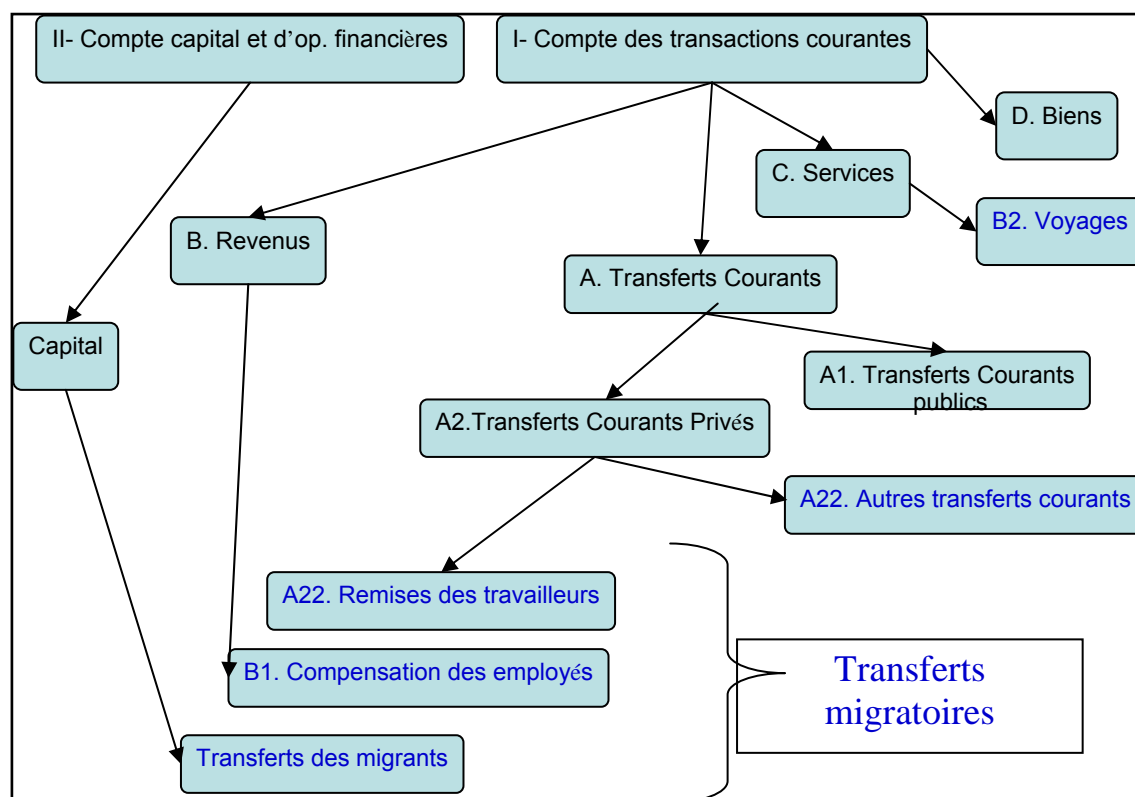 II- Compte capital et d’op. financières
I- Compte des transactions courantes
D. Biens
C. Services
B2. Voyages
B. Revenus
A. Transferts Courants
Capital
A1. Transferts Courants
publics
A2.Transferts Courants Privés
A22. Autres transferts courants
A22. Remises des travailleurs
B1. Compensation des employés
Transferts
migratoires
Transferts des migrants